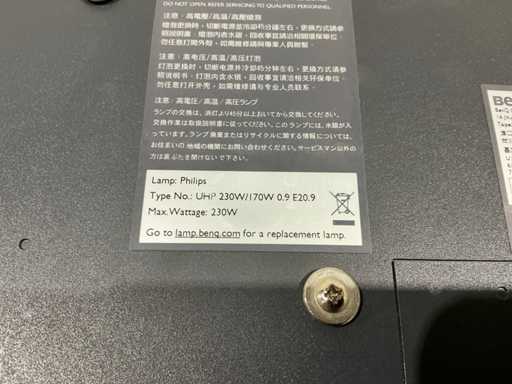 DO NOT OPEN. REFER SERVICING TO QUALIFIED PERSONNEL.
注意：高電壓/高溫/高壓燈泡
燈泡更換時，切斷電源並冷卻45分鐘左右，更換方式請參
照說明書，燈泡內含水銀，回收事宜請洽相關環保單位，
勿任意打開外殼，如需維修請與專業人員聯繫。
注意：高电压/高温/高压灯泡
灯泡更换时，切断电源并冷却45分钟左右，更换方式请参
照说明书，灯泡内含水银，回收事宜请洽相关环保单位，
勿任意打开外壳，如需维修请与专业人员联系。
注意：高電圧/高温/高圧ランプ
ランプの交換は、消灯より45分以上おいてから交換してください。
交換作業は取扱説明書に従ってください。このランプには、水銀が入
っています。ランプ廃棄またはリサイクルに関する情報については、
お住まいの地域の機関にお問い合わせください。サービスマン以外の
方は裏ぶたを開けないで下さい。
Lamp: Philips
Type No.: UHP 230W/170W 0.9 E20.9
Max. Wattage: 230W
Go to lamp.benq.com for a replacement lamp.
Be